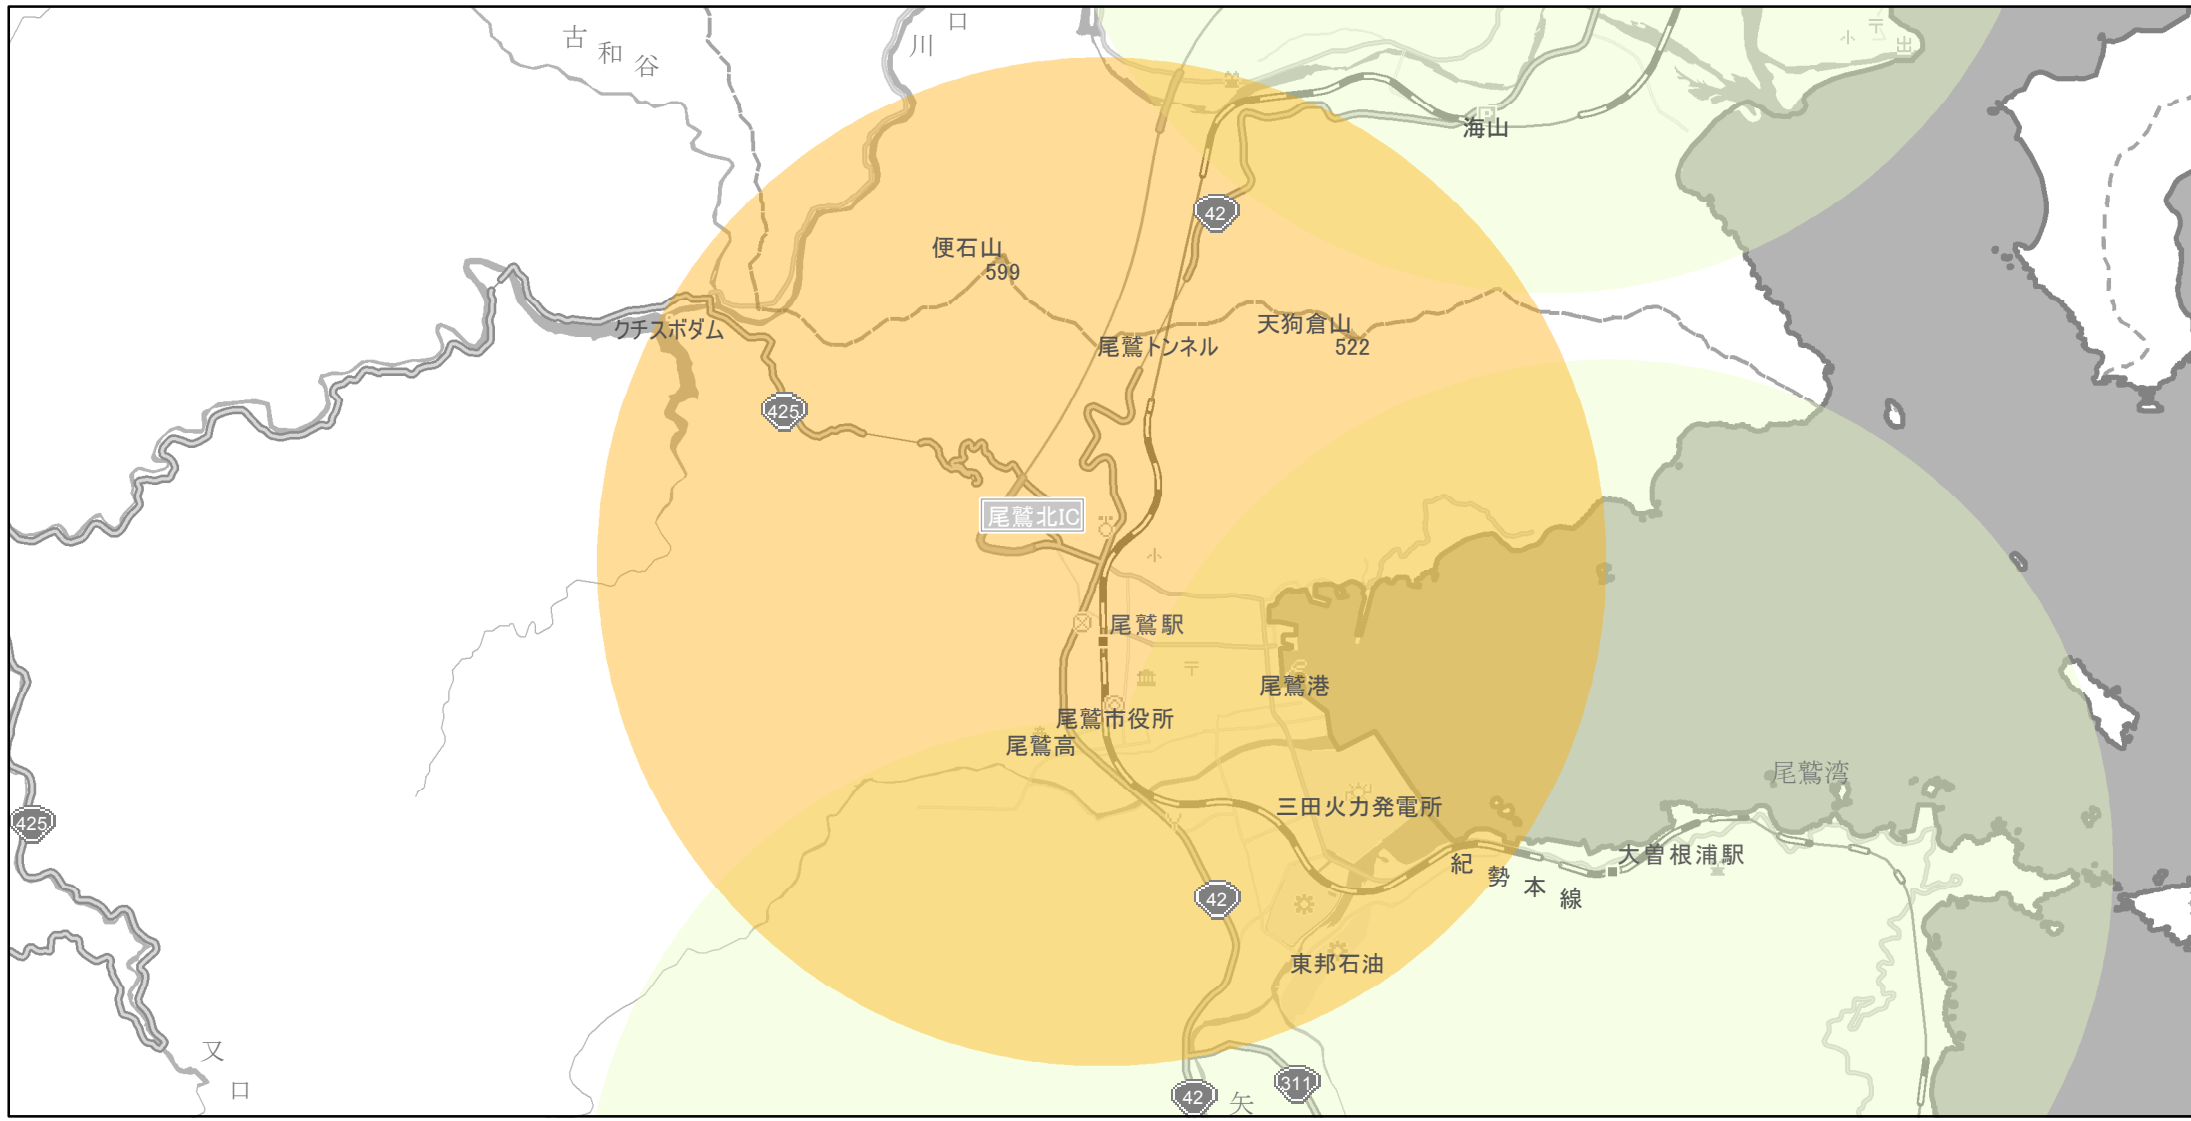 口
川
古和谷
小
〒
出
P
海山
42
便石山
599
クチスボダム
天狗倉山
522
尾鷲トンネル
425
尾鷲北IC
小
尾鷲駅
〒
尾鷲港
尾鷲市役所
尾鷲高
尾鷲湾
三田火力発電所
425
大曽根浦駅
紀勢本線
42
東邦石油
又口
311
42
矢